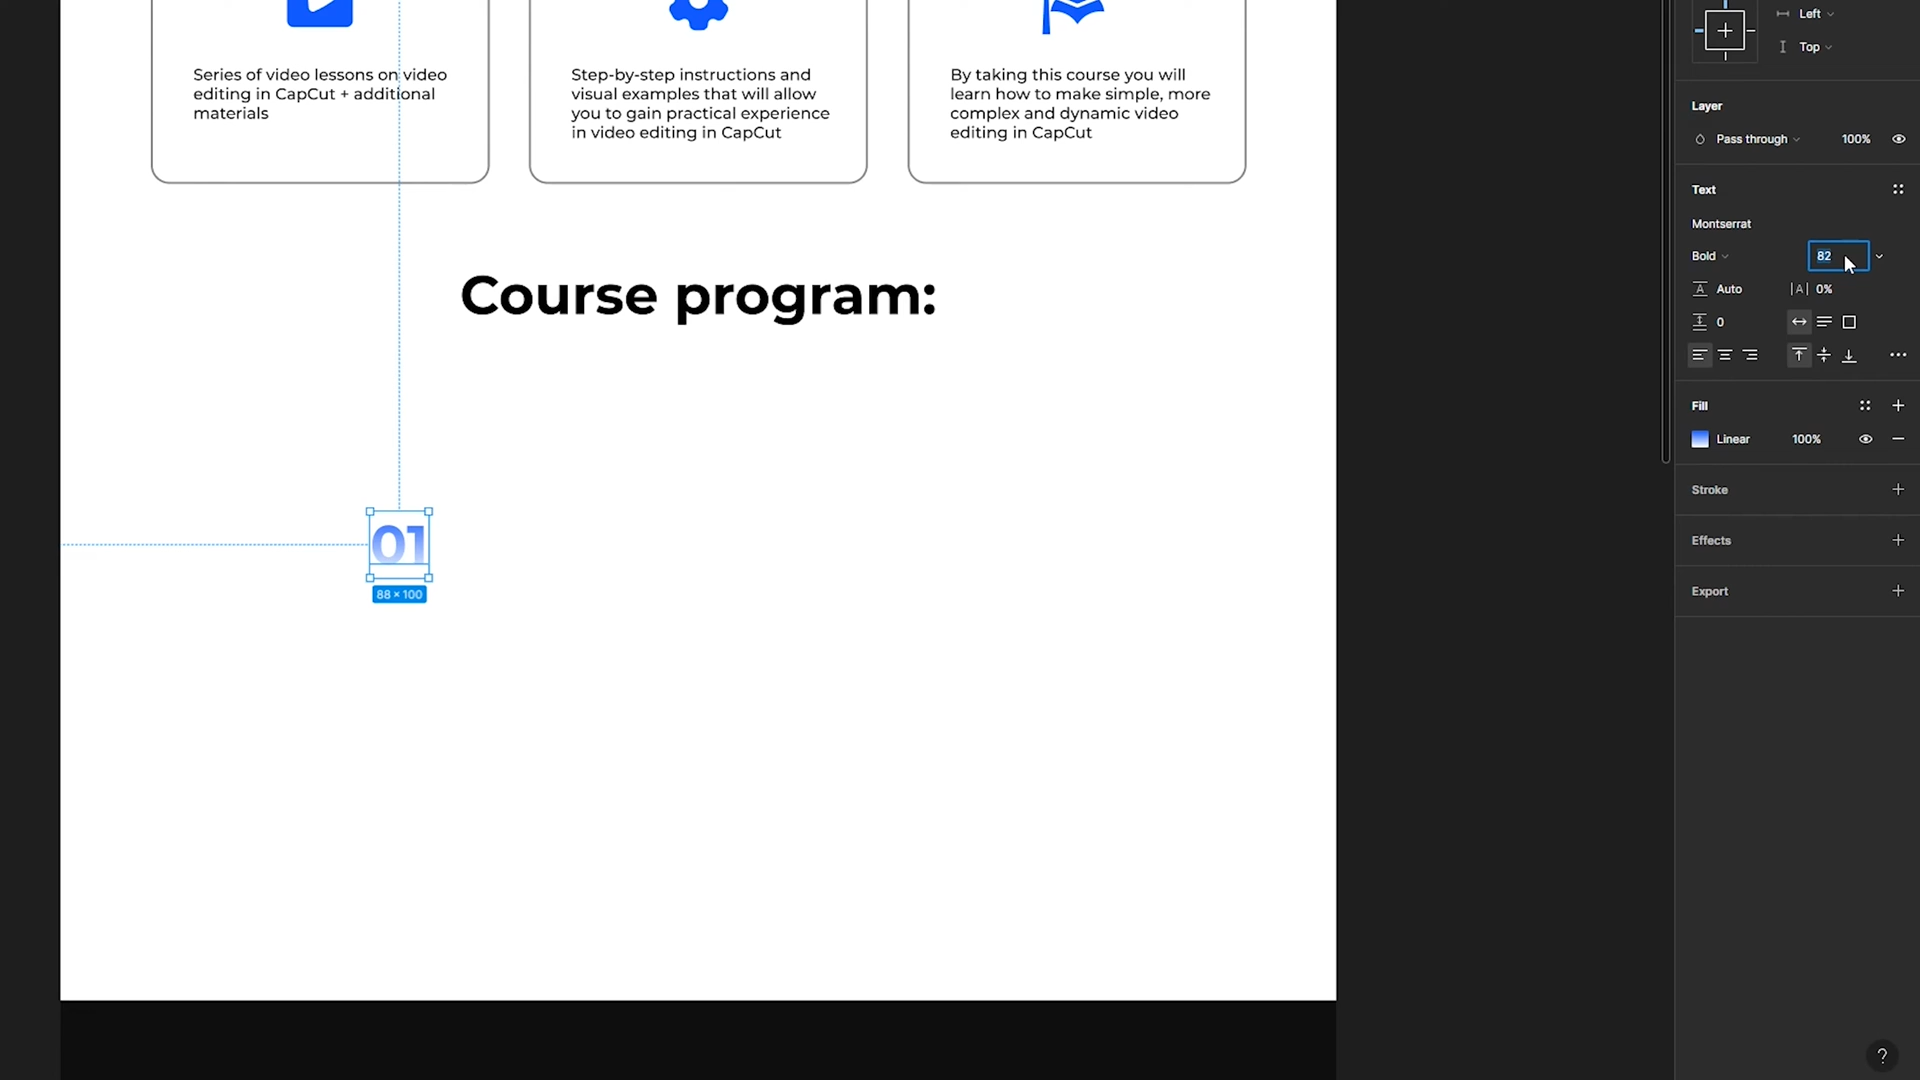 Series of video lessons on video
editing in CapCut + additional
materials
Step-by-step instructions and
visual examples that will allow
you to gain practical experience
in video editing in CapCut
By taking this course you will
learn how to make simple, more
complex and dynamic video
editing in CapCut
Course program:
01
88 × 100
Left
Top
Layer
Pass through
100%
Text
Montserrat
Bold
82
Auto
|A| 0%
0
Fill
Linear
100%
Stroke
Effects
Export
?